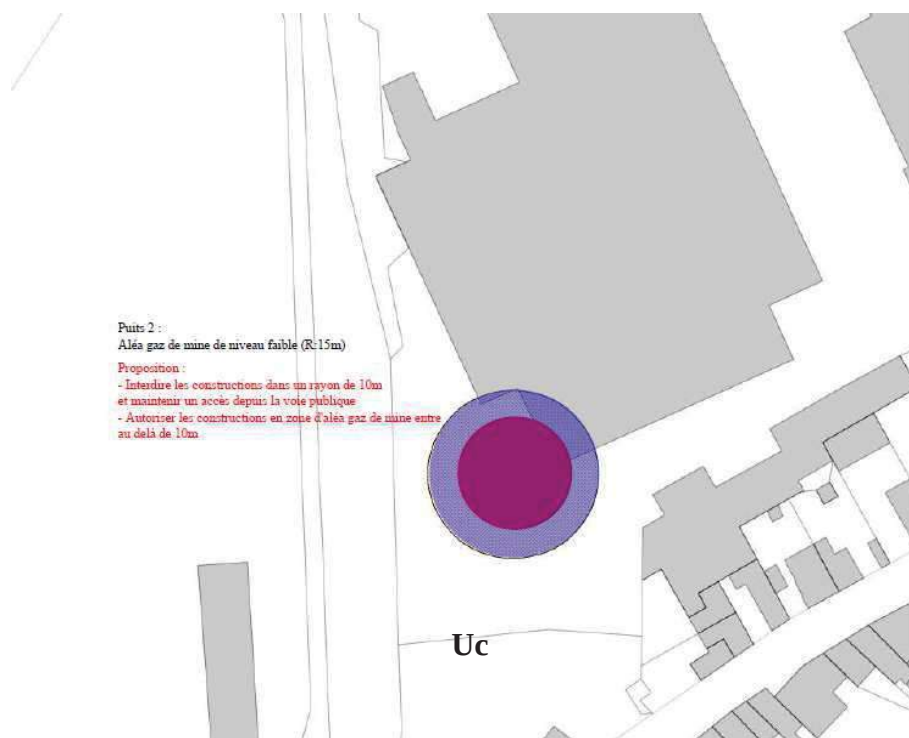 Puits 2 :
Aléa gaz de mine de niveau faible (R:15m)
Proposition :
- Interdire les constructions dans un rayon de 10m
et maintenir un accès depuis la voie publique
- Autoriser les constructions en zone d'aléa gaz de mine entre
au delà de 10m
Uc